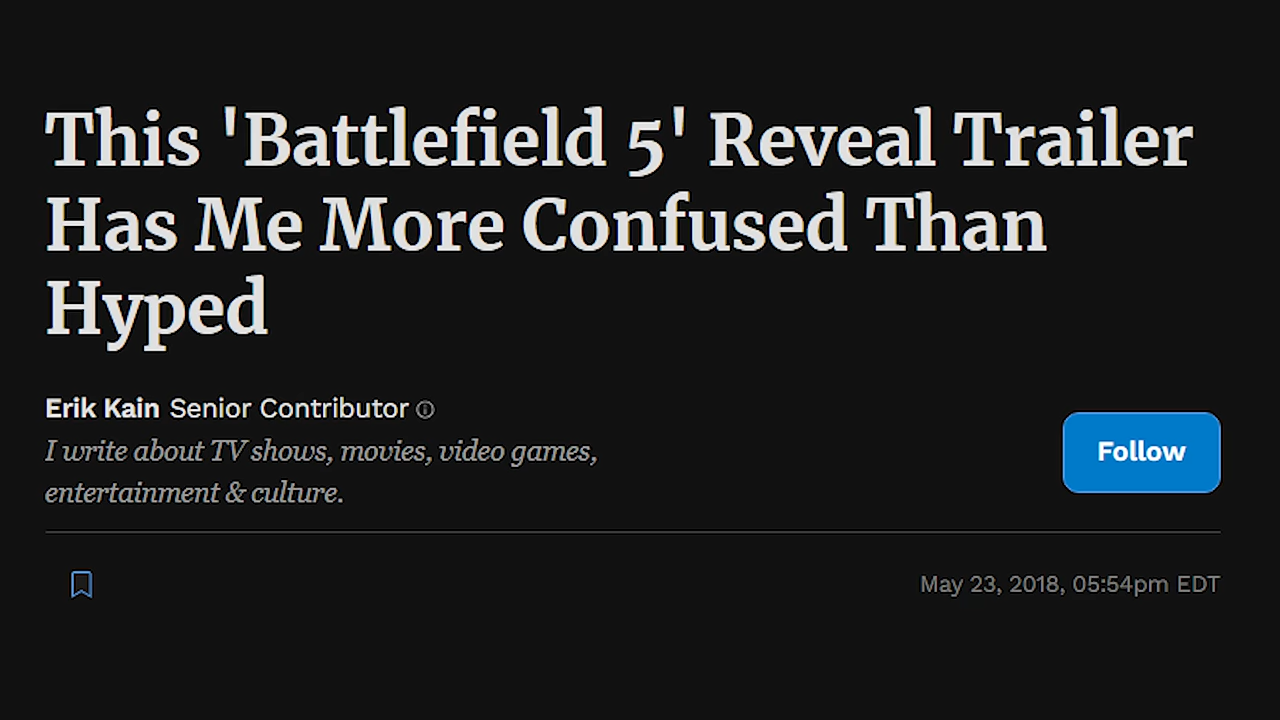 This 'Battlefield 5' Reveal Trailer
Has Me More Confused Than
Hyped
Erik Kain Senior Contributor
I write about TV shows, movies, video games,
entertainment & culture.
Follow
May 23, 2018, 05:54pm EDT